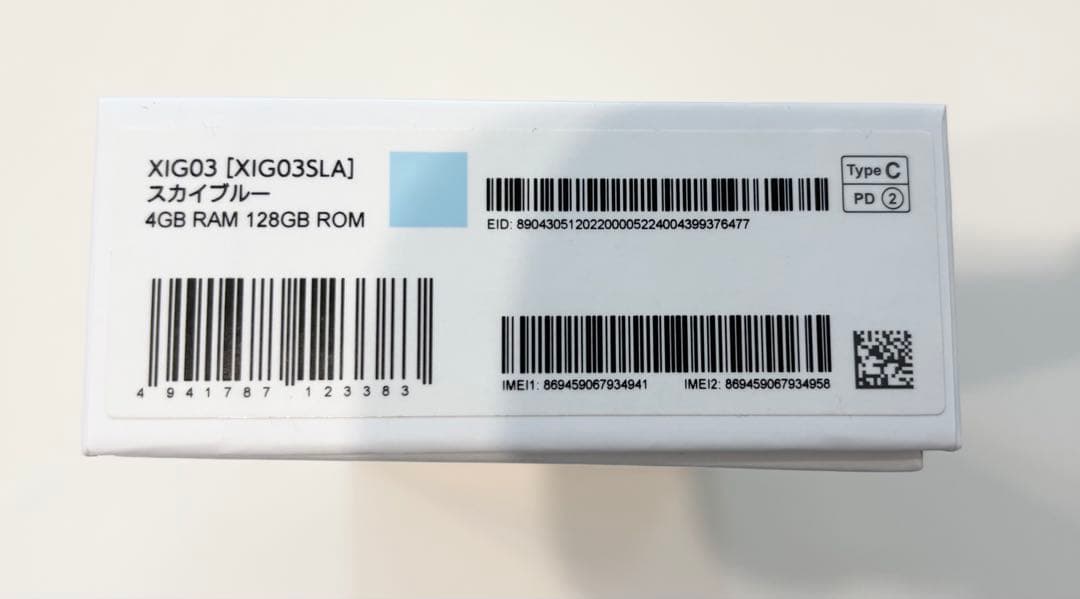 XIG03 [XIG03SLA]
スカイブルー
4GB RAM 128GB ROM
EID: 89043051202200005224004399376477
Type C
PD ②
4 941787 123383
IMEI1: 869459067934941 IMEI2: 869459067934958